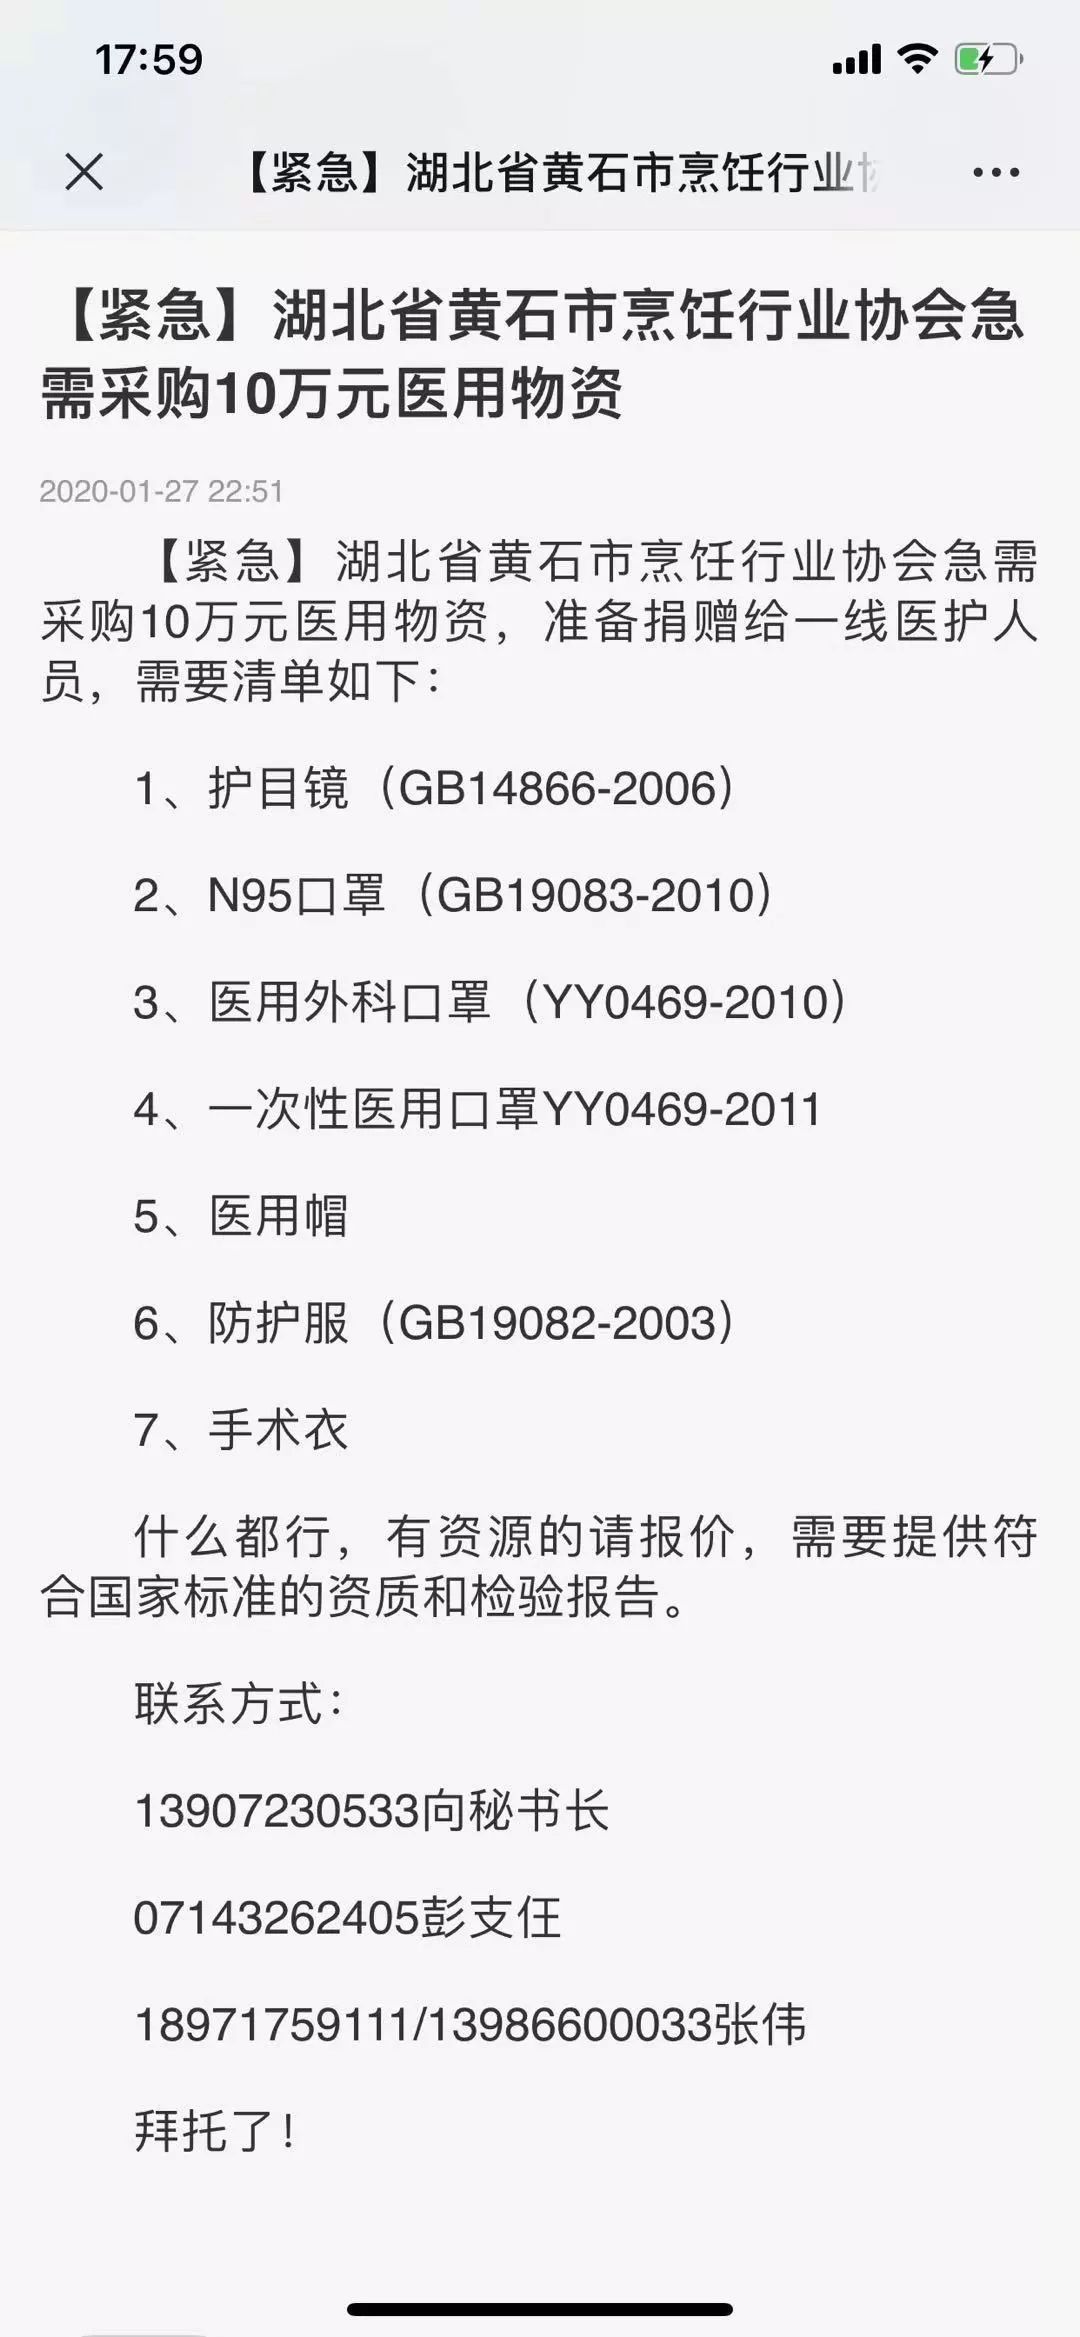 17:59
【紧急】湖北省黄石市烹饪行业
【紧急】湖北省黄石市烹饪行业协会急
需采购10万元医用物资
2020-01-27 22:51
【紧急】湖北省黄石市烹饪行业协会急需
采购10万元医用物资，准备捐赠给一线医护人
员，需要清单如下：
1、护目镜（GB14866-2006）
2、N95口罩（GB19083-2010）
3、医用外科口罩（YY0469-2010）
4、一次性医用口罩YY0469-2011
5、医用帽
6、防护服（GB19082-2003）
7、手术衣
什么都行，有资源的请报价，需要提供符
合国家标准的资质和检验报告。
联系方式：
13907230533向秘书长
07143262405彭支任
18971759111/13986600033张伟
拜托了！